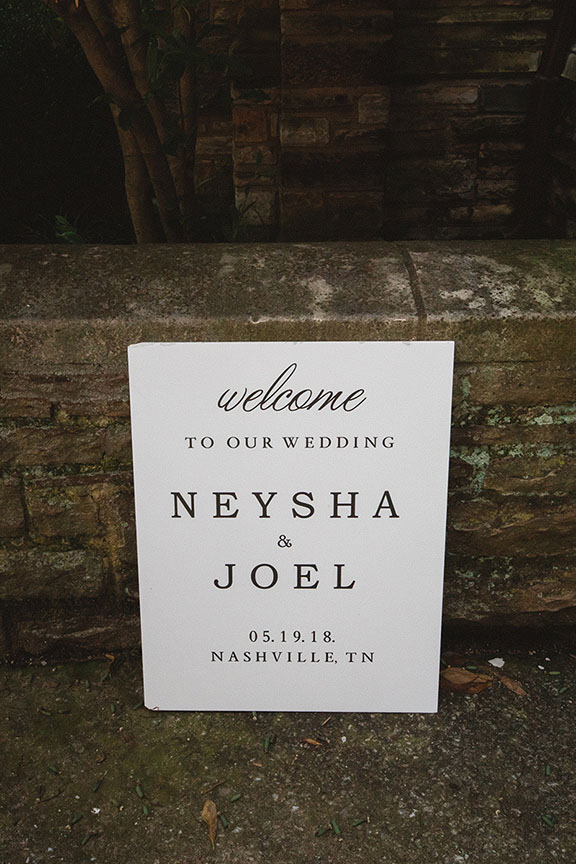 welcome
TO OUR WEDDING
NEYSHA
&
JOEL
05.19.18.
NASHVILLE, TN